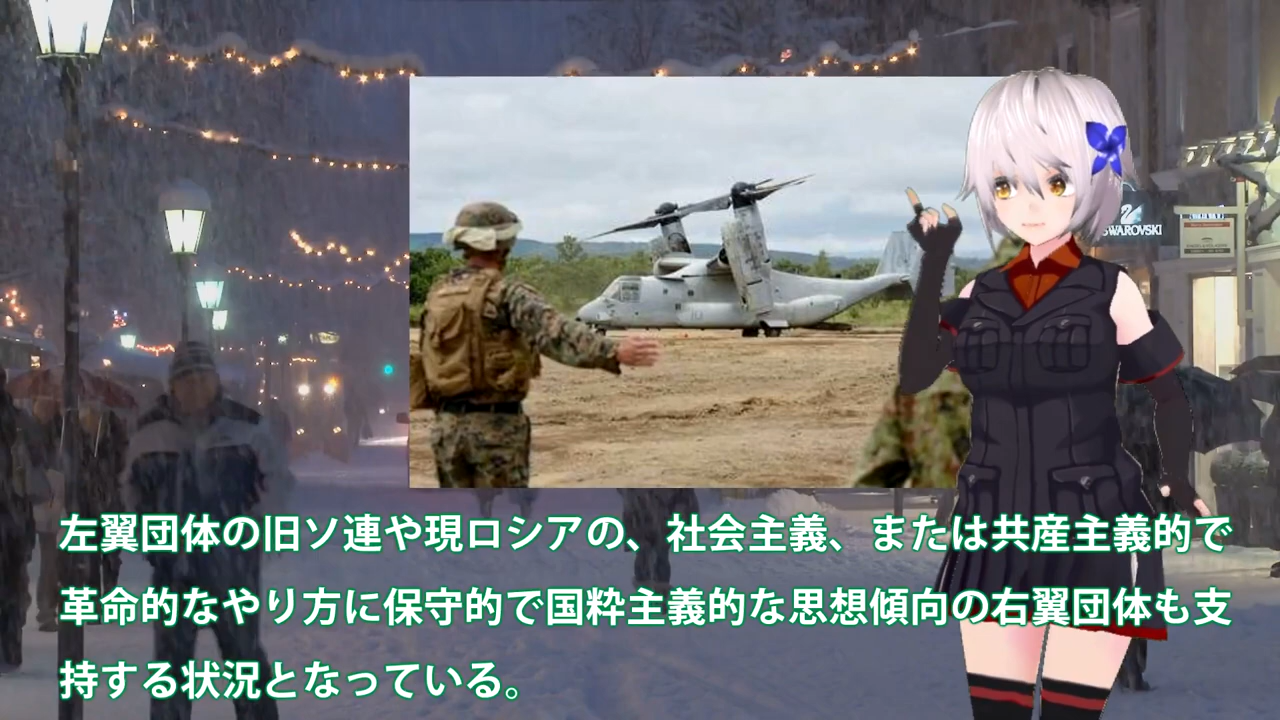 SWAROVSKI
左翼団体の旧ソ連や現ロシアの、社会主義、または共産主義的で
革命的なやり方に保守的で国粋主義的な思想傾向の右翼団体も支
持する状況となっている。